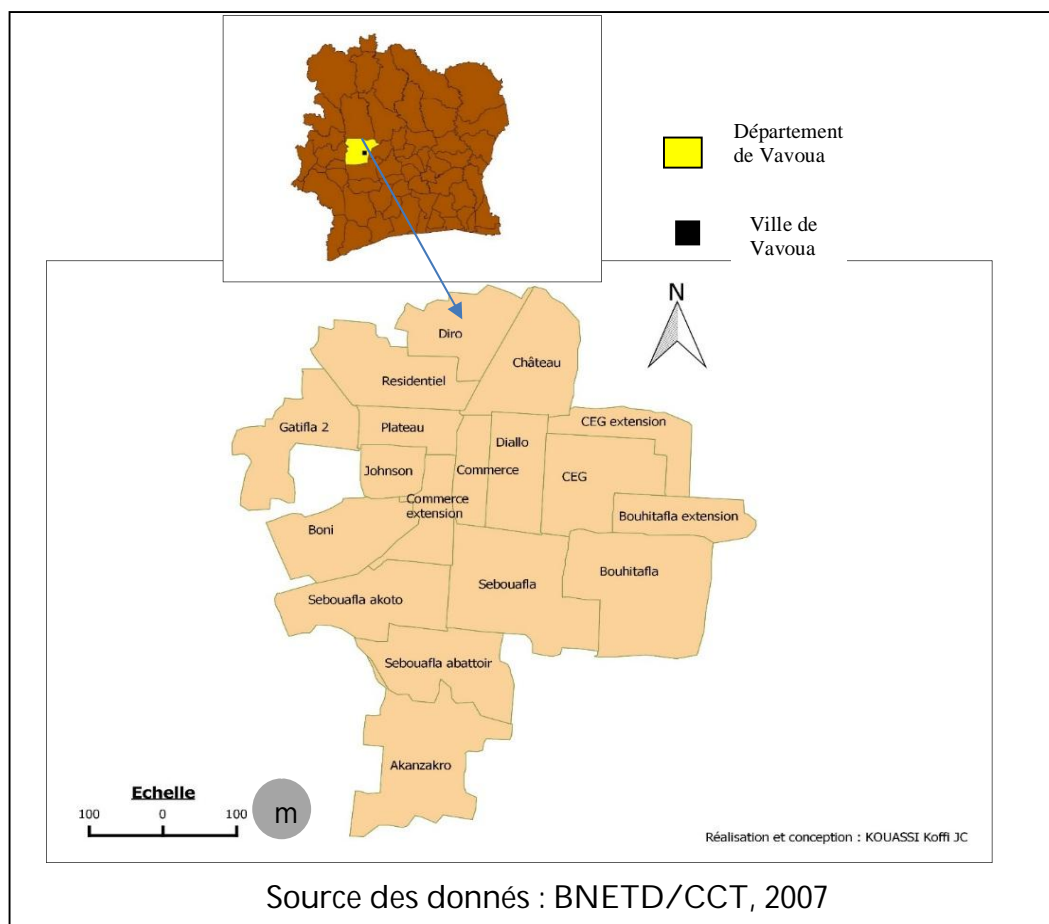 Département
de Vavoua
Ville de
Vavoua
N
Diro
Château
Residentiel
CEG extension
Gatifla 2
Plateau
Diallo
Johnson
Commerce
CEG
Commerce
extension
Bouhitafla extension
Boni
Sebouafla
Bouhitafla
Sebouafla akoto
Sebouafla abattoir
Akanzakro
Echelle
100 0 100 m
Réalisation et conception : KOUASSI Koffi JC
Source des donnés : BNETD/CCT, 2007